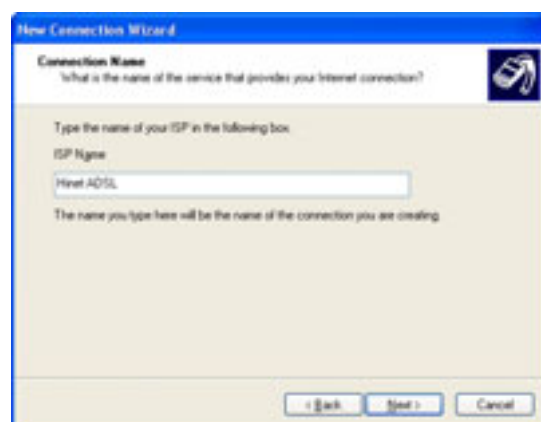 New Connection Wizard
Connection Name
What is the name of the service that provides your Internet connection?
Type the name of your ISP in the following box.
ISP Name
Hinet ADSL
The name you type here will be the name of the connection you are creating.
< Back
Next >
Cancel